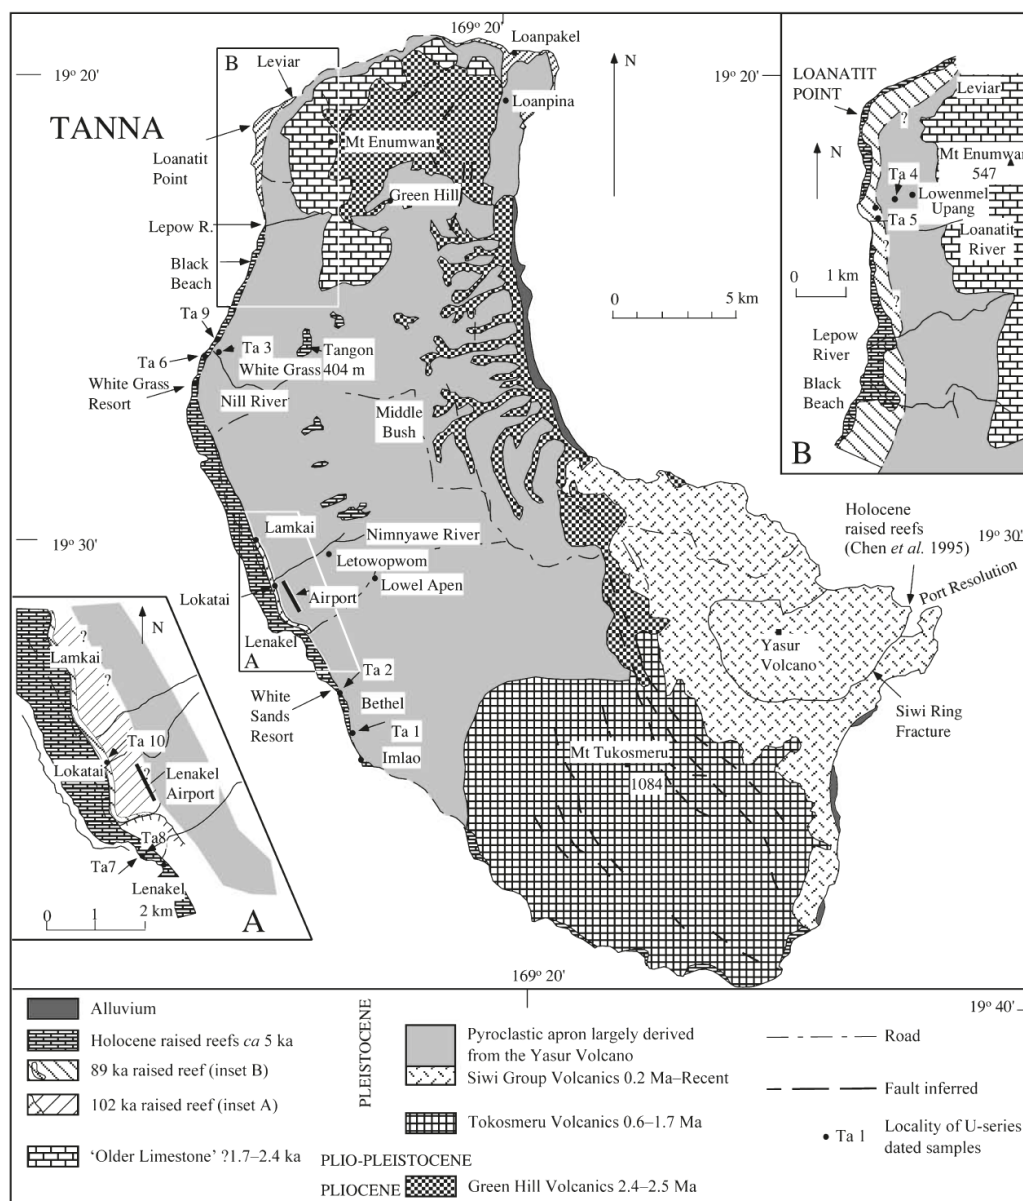 169° 20'
Loanpakel
B
N
19° 20'
Leviar
19° 20'
LOANATIT
POINT
Leviar
Loanpina
TANNA
?
Mt Enumwan
Mt Enumwan
547
N
Loanatit
Point
Ta 4
Green Hill
Lowenmel
Upang
Ta 5
Lepow R.
Loanatit
River
?
Black
Beach
0 1 km
0 5 km
?
Ta 9
Lepow
River
Ta 3
Tangon
Ta 6
White Grass
404 m
White Grass
Resort
Black
Beach
Nill River
Middle
Bush
B
Holocene
raised reefs
(Chen et al. 1995)
Lamkai
Nimnyawe River
19° 30'
19° 30'
Letowopwom
Lowel Apen
Port Resolution
Lokatai
Airport
N
?
Yasur
Volcano
Lenakel
Lamkai
A
?
Ta 2
White
Sands
Resort
Bethel
Siwi Ring
Fracture
Ta 1
Ta 10
Mt Tukosmeru
Imlao
Lokatai
?
Lenakel
Airport
1084
Ta8
Ta7
Lenakel
0 1 2 km
A
169° 20'
19° 40'
Alluvium
Holocene raised reefs ca 5 ka
89 ka raised reef (inset B)
102 ka raised reef (inset A)
'Older Limestone' ?1.7–2.4 ka
PLEISTOCENE
Pyroclastic apron largely derived
from the Yasur Volcano
Siwi Group Volcanics 0.2 Ma–Recent
Tokosmeru Volcanics 0.6–1.7 Ma
PLIO-PLEISTOCENE
PLIOCENE
Green Hill Volcanics 2.4–2.5 Ma
Road
Fault inferred
Ta 1
Locality of U-series
dated samples